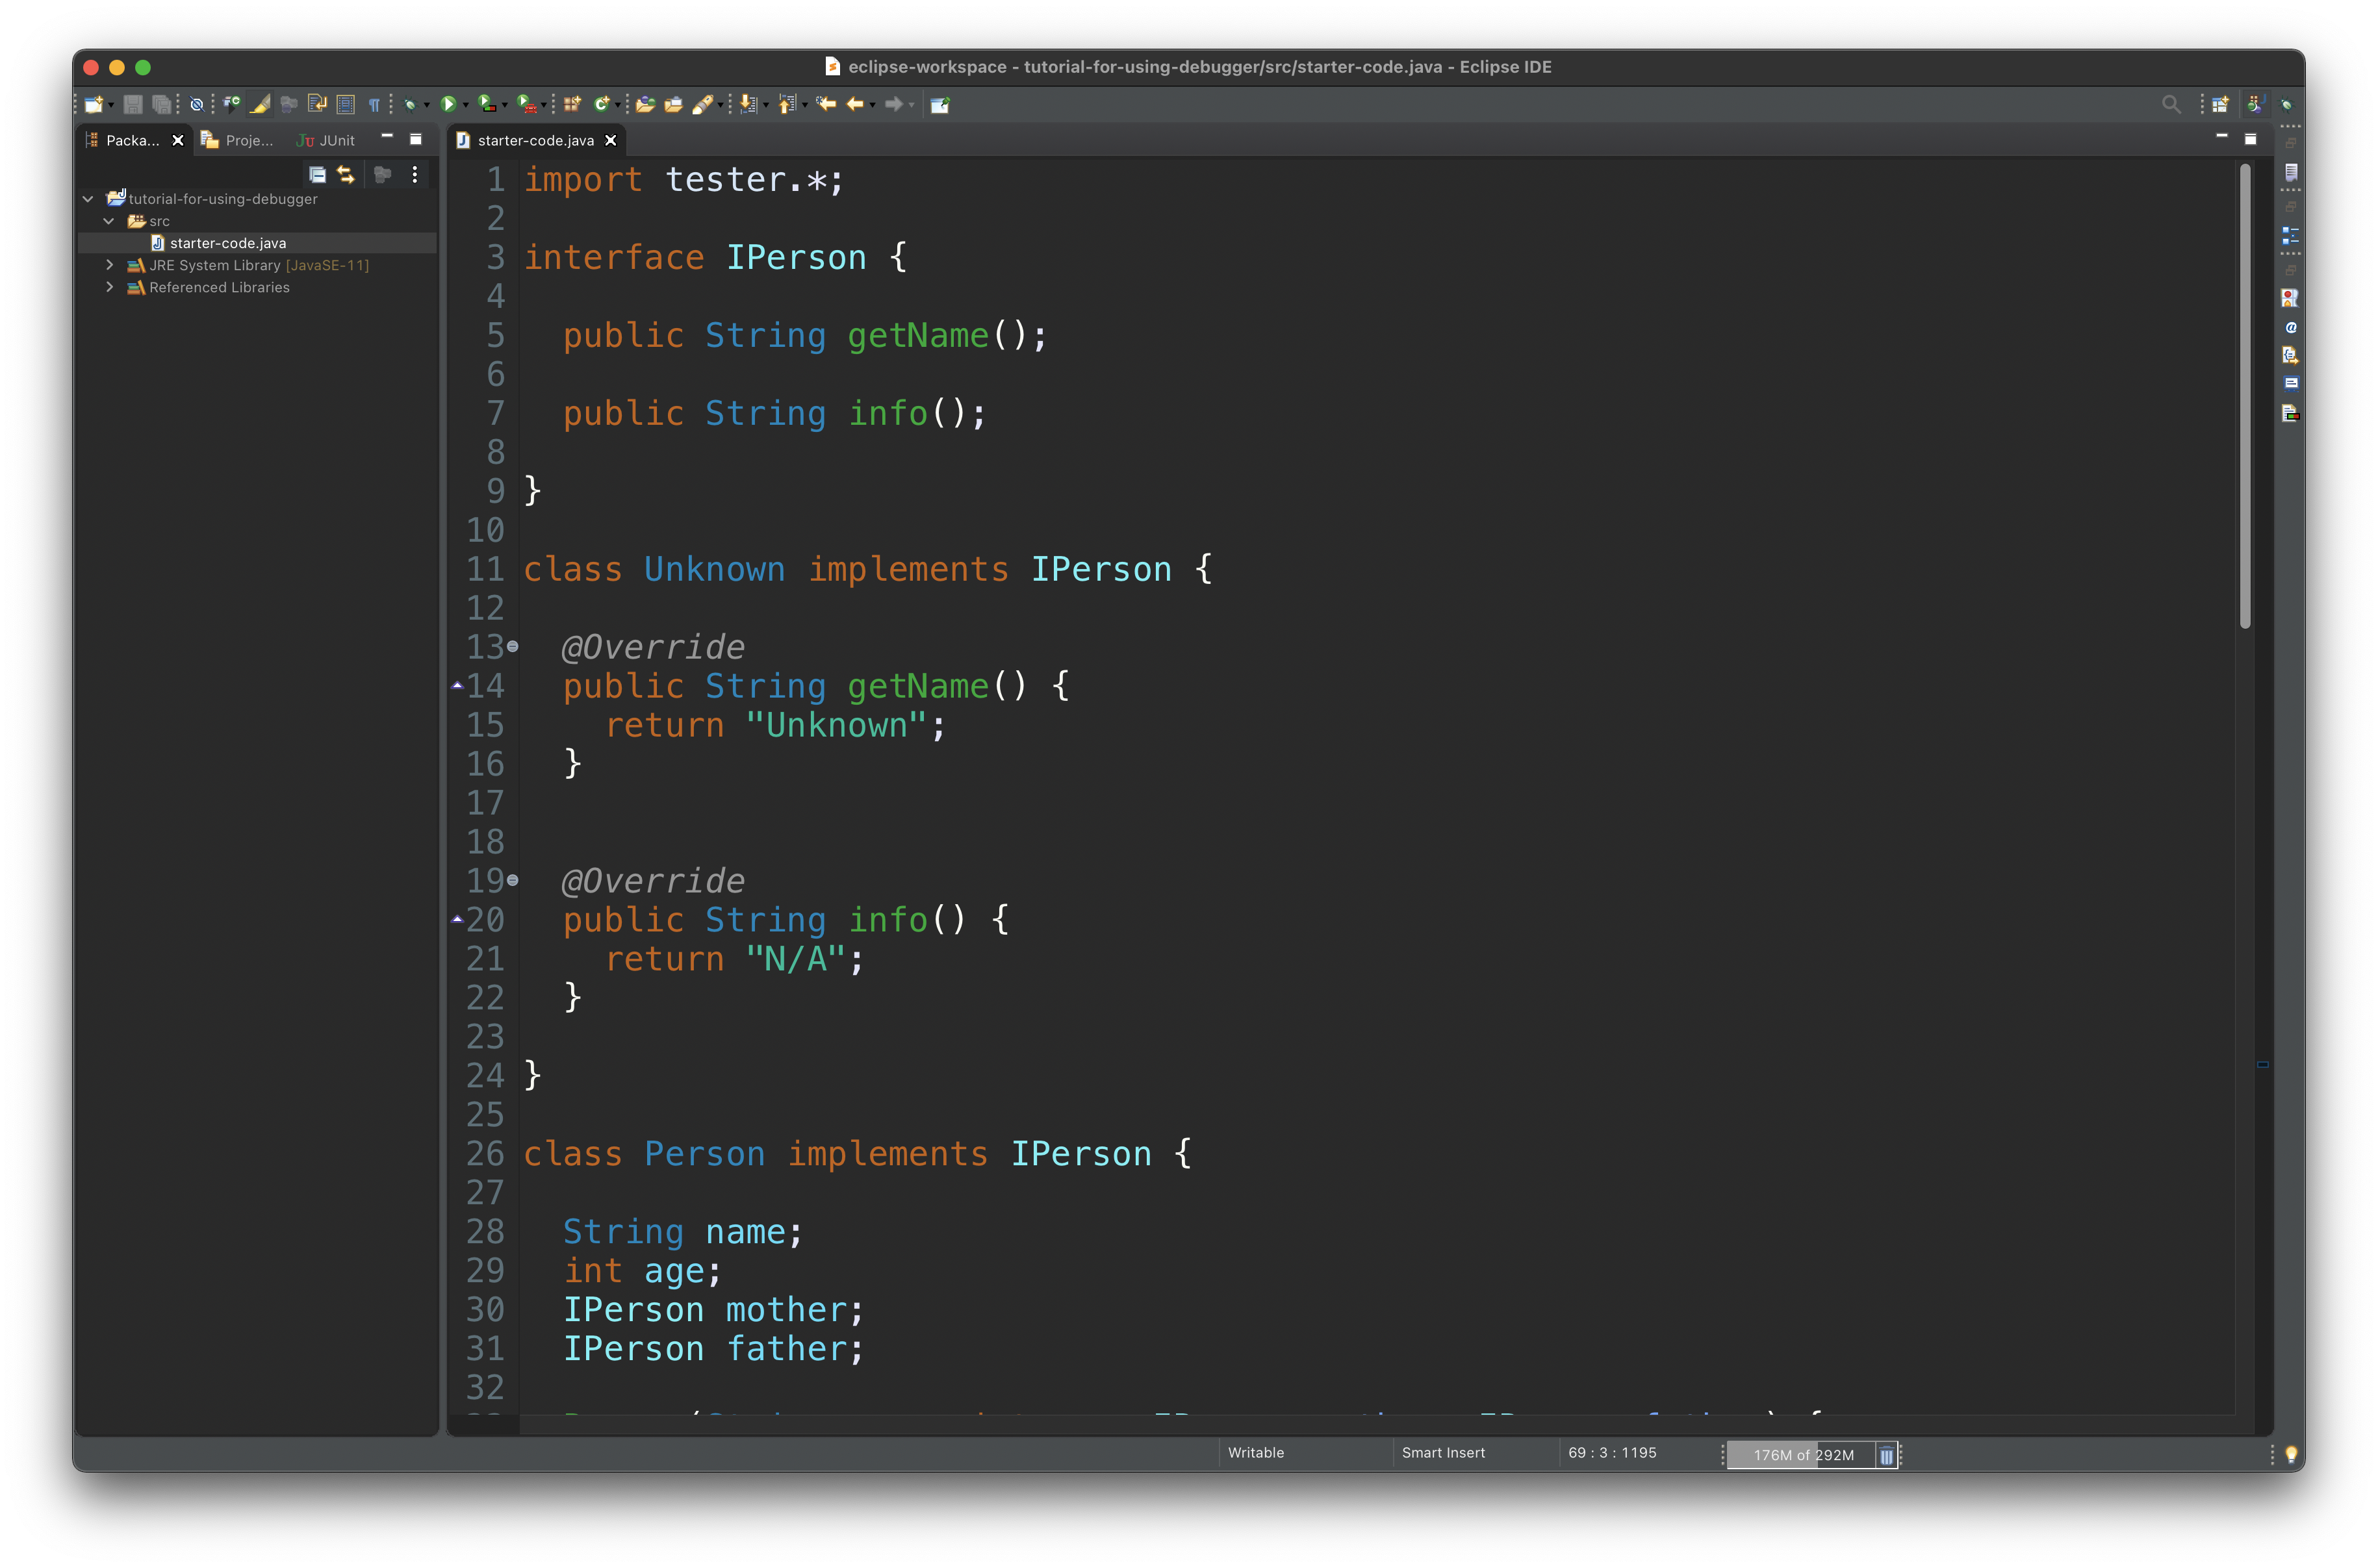 eclipse-workspace - tutorial-for-using-debugger/src/starter-code.java - Eclipse IDE
Packa...
Proje...
JUnit
starter-code.java
tutorial-for-using-debugger
src
starter-code.java
JRE System Library [JavaSE-11]
Referenced Libraries
1 import tester.*;
2
3 interface IPerson {
4
5 public String getName();
6
7 public String info();
8
9 }
10
11 class Unknown implements IPerson {
12
13 @Override
14 public String getName() {
15 return "Unknown";
16 }
17
18
19 @Override
20 public String info() {
21 return "N/A";
22 }
23
24 }
25
26 class Person implements IPerson {
27
28 String name;
29 int age;
30 IPerson mother;
31 IPerson father;
32
Writable
Smart Insert
69 : 3 : 1195
176M of 292M